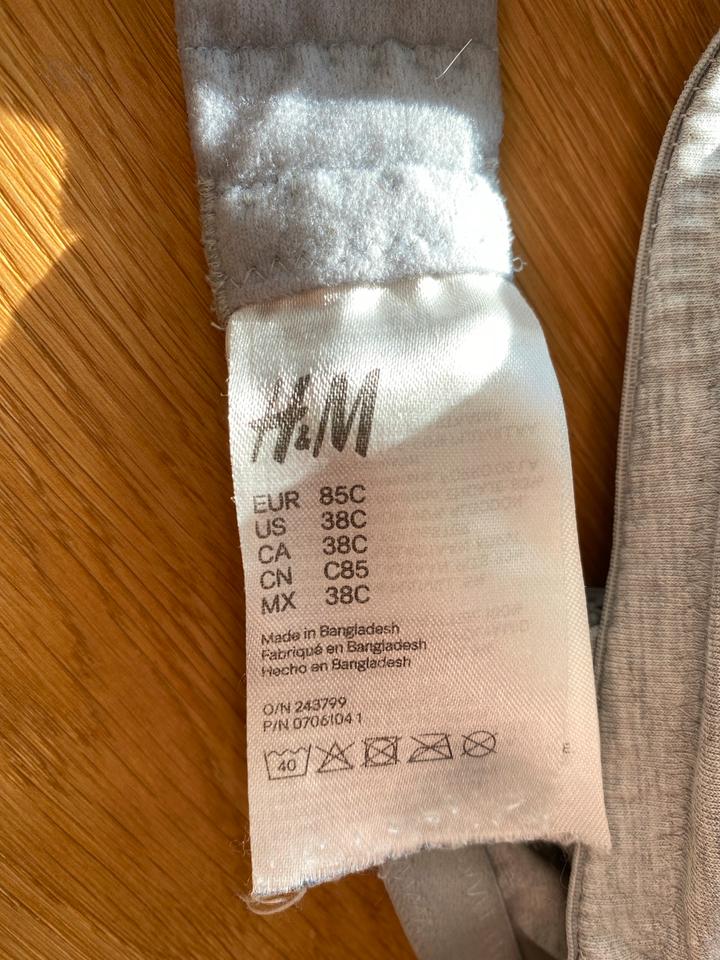 H&M
EUR 85C
US 38C
CA 38C
CN C85
MX 38C
Made in Bangladesh
Fabriqué en Bangladesh
Hecho en Bangladesh
O/N 243799
P/N 0706104 1
40
E